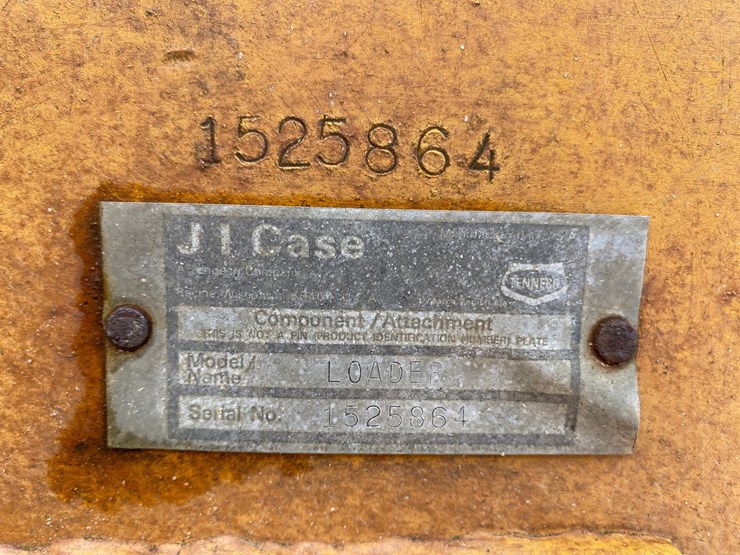 1525864
J I Case
TENNECO
Component/Attachment
THIS IS NOT A PIN (PRODUCT IDENTIFICATION NUMBER) PLATE
Model/
Name
LOADER
Serial No. 1525864